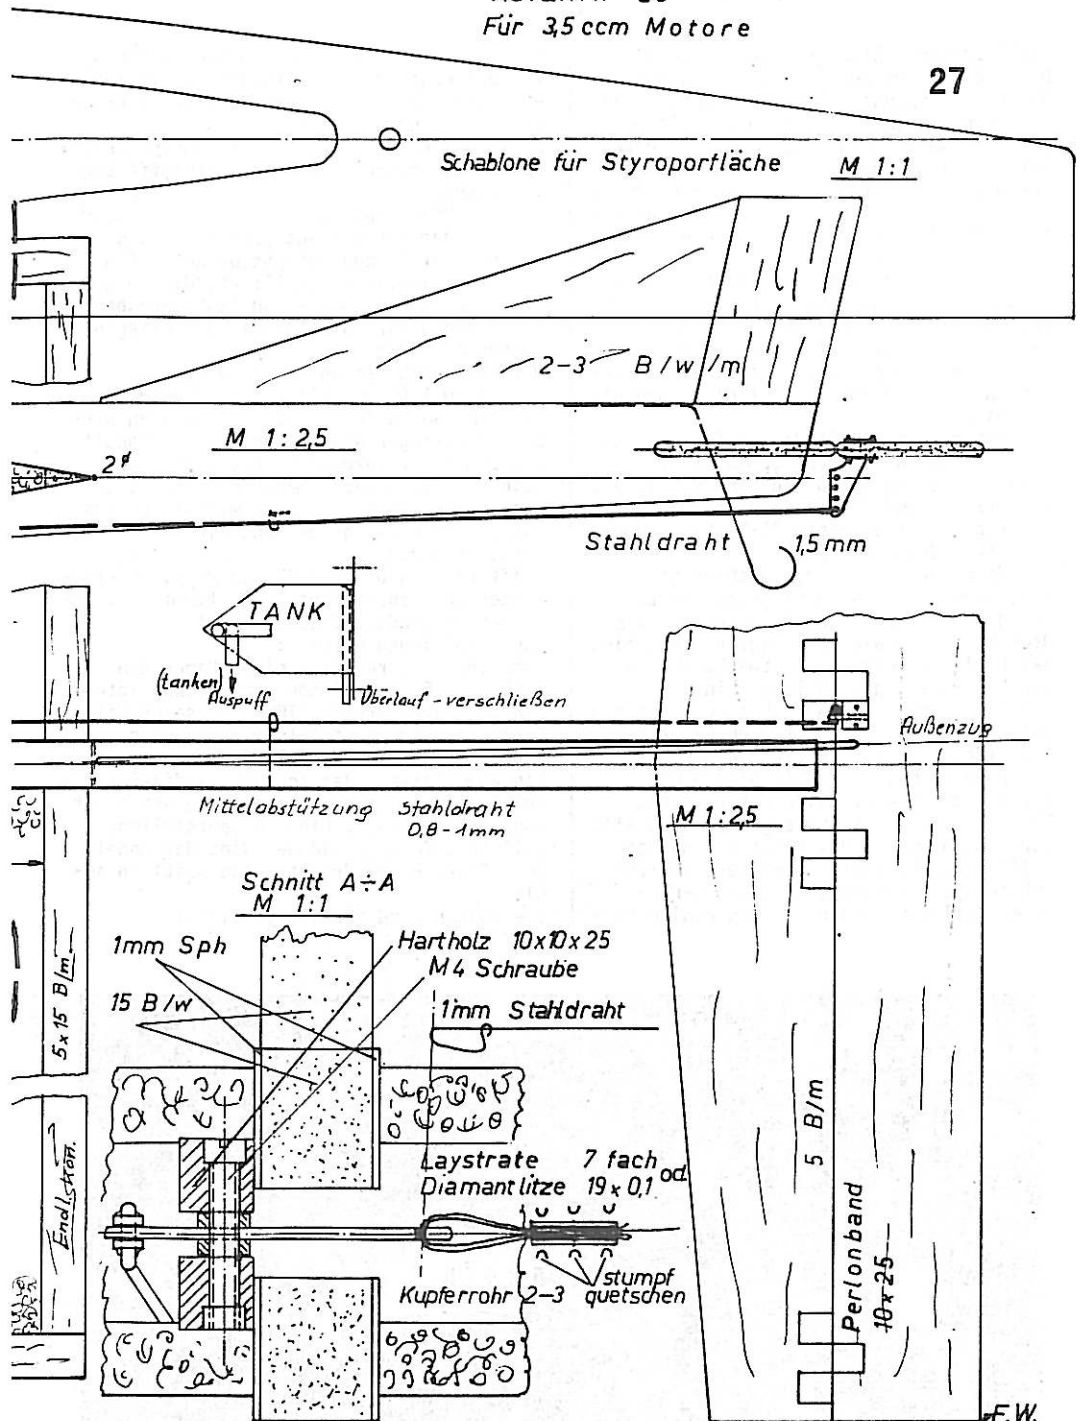 Für 3,5 ccm Motore
27
Schablone für Styroporfläche M 1:1
2-3 B/w/m
M 1:2,5
2⌀
Stahldraht 1,5 mm
TANK
(tanken)
Auspuff
Überlauf - verschließen
Außenzug
Mittelabstützung Stahldraht
0,8 - 1mm
M 1:2,5
Schnitt A÷A
M 1:1
1mm Sph
Hartholz 10x10x25
M4 Schraube
15 B/w
1mm Stahldraht
5x15 B/m.
Laystrate 7 fach od.
Diamantlitze 19 x 0,1
5 B/m
Perlonband
10x25
stumpf
Kupferrohr 2-3 quetschen
F.W.